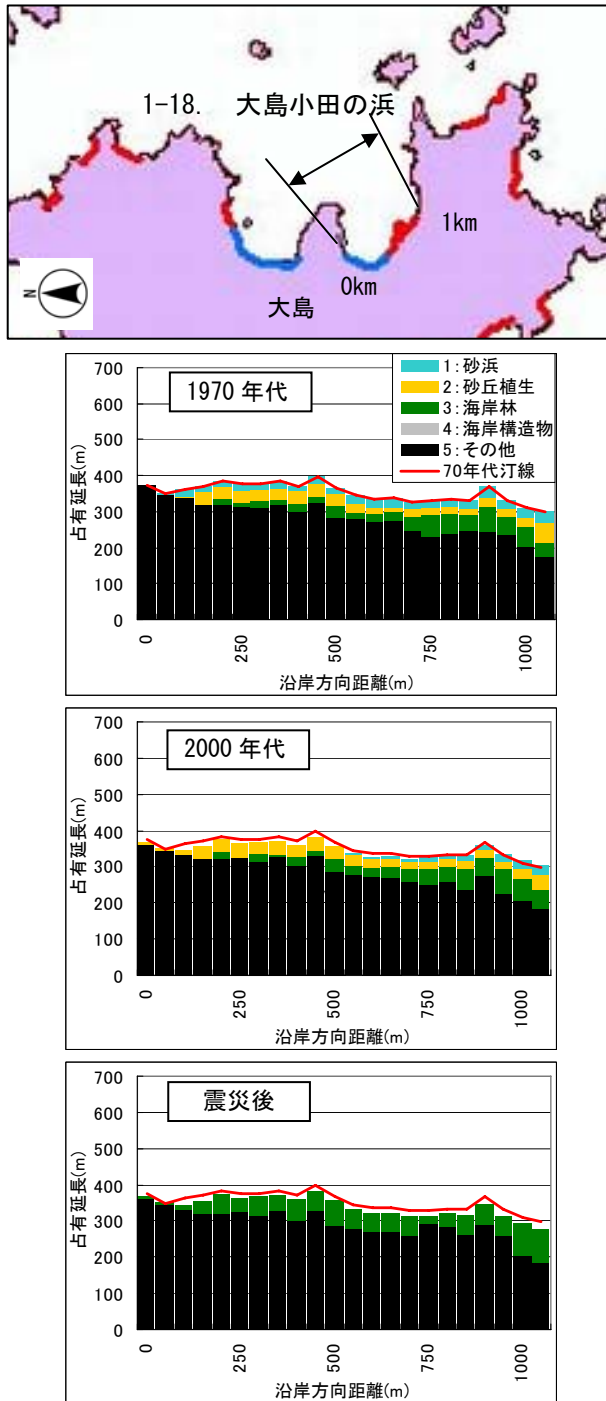 1-18. 大島小田の浜
1km
0km
大島
N
1970 年代
1:砂浜
2:砂丘植生
3:海岸林
4:海岸構造物
5:その他
70年代汀線
占有延長(m)
700
600
500
400
300
200
100
0
0
250
500
750
1000
沿岸方向距離(m)
2000 年代
占有延長(m)
700
600
500
400
300
200
100
0
0
250
500
750
1000
沿岸方向距離(m)
震災後
占有延長(m)
700
600
500
400
300
200
100
0
0
250
500
750
1000
沿岸方向距離(m)